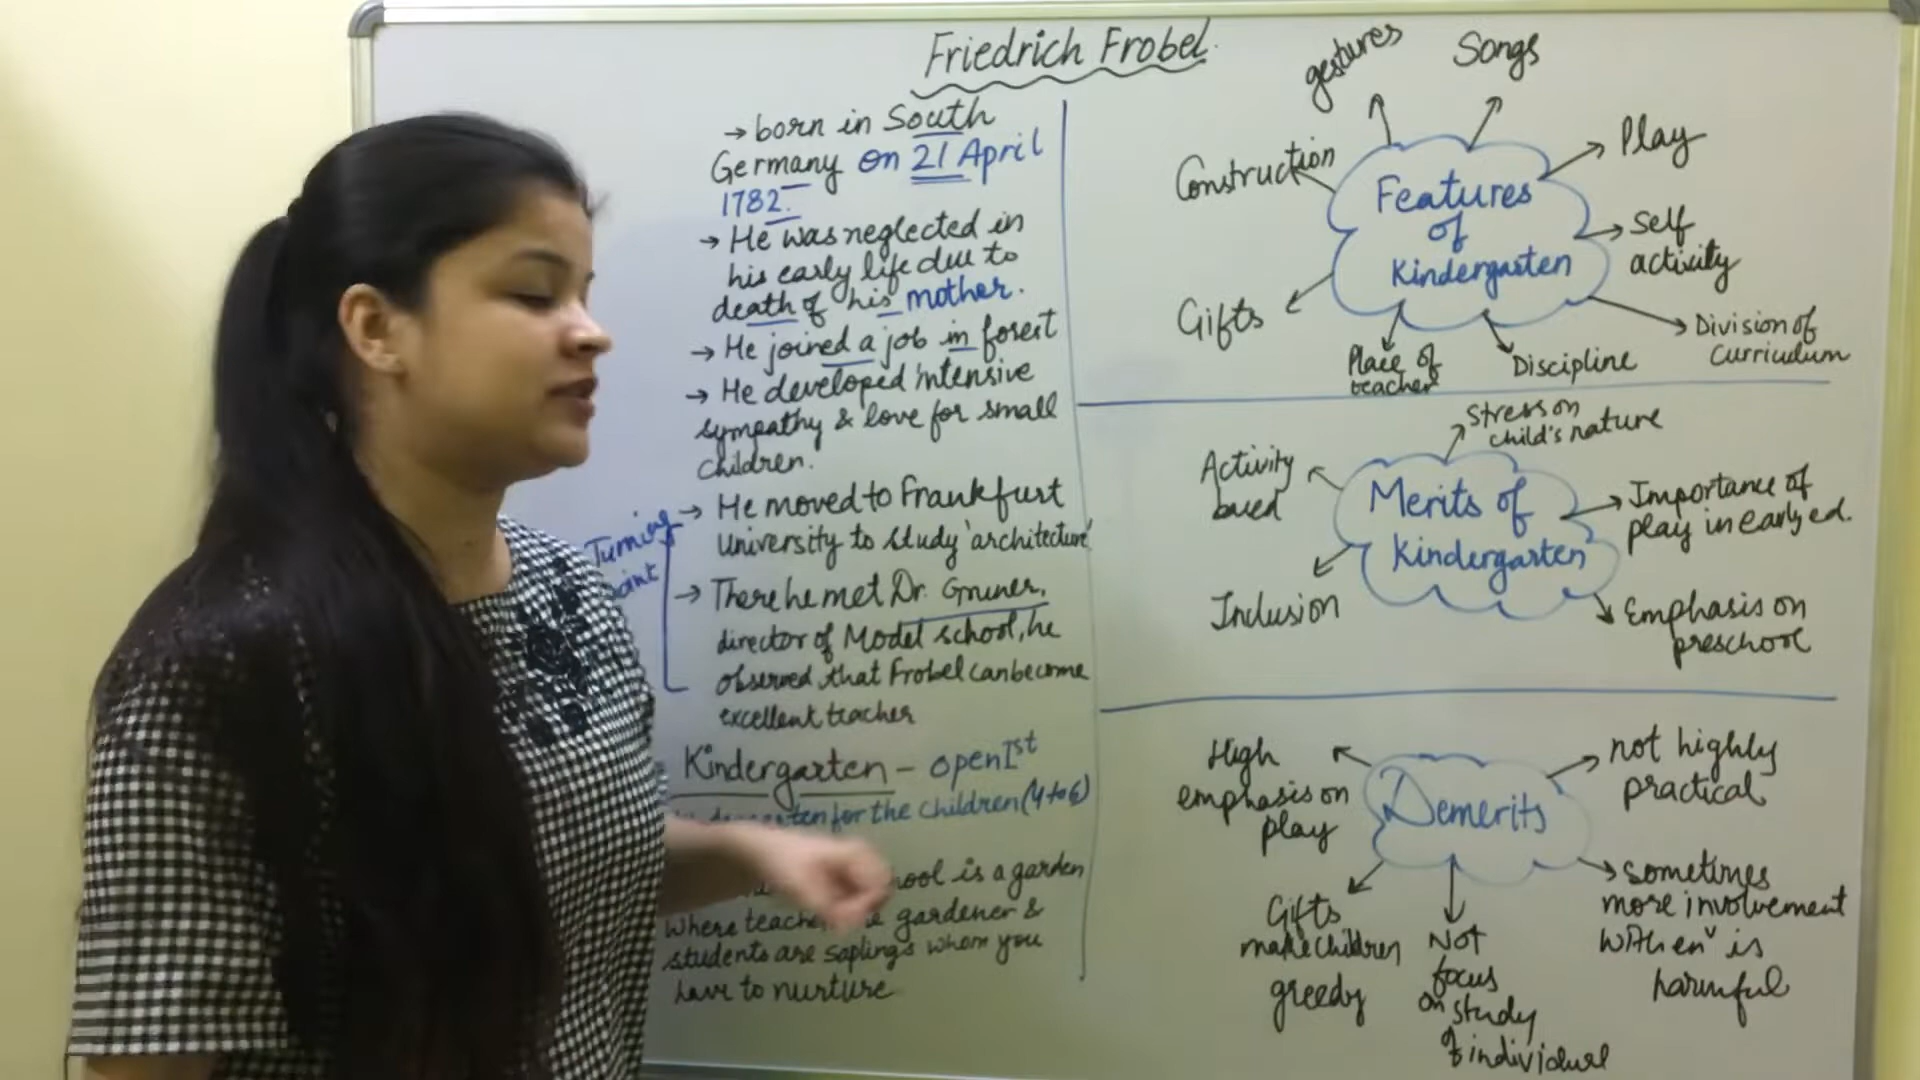 Friedrich Frobel.
→ born in South
Germany on 21 April
1782.
→ He was neglected in
his early life due to
death of his mother.
→ He joined a job in forest
→ He developed intensive
sympathy & love for small
children.
Turning
→ He moved to Frankfurt
University to study 'architecture'
→ There he met Dr. Gruner,
director of Model school, he
observed that Frobel can become
excellent teacher
Kindergarten - open Ist
for the children (4 to 6)
is a garden
where gardener &
students are saplings whom you
have to nurture
Features
of
Kindergarten
gestures
Songs
Play
Self
activity
Division of
curriculum
Discipline
Place of
teacher
Gifts
Construction
Merits of
Kindergarten
Stress on
child's nature
Importance of
play in early ed.
Emphasis on
preschool
Inclusion
Activity
based
Demerits
High
emphasis on
play
not highly
practical
Sometimes
more involvement
with env is
harmful
Not
focus
on study
of individual
Gifts
make children
greedy